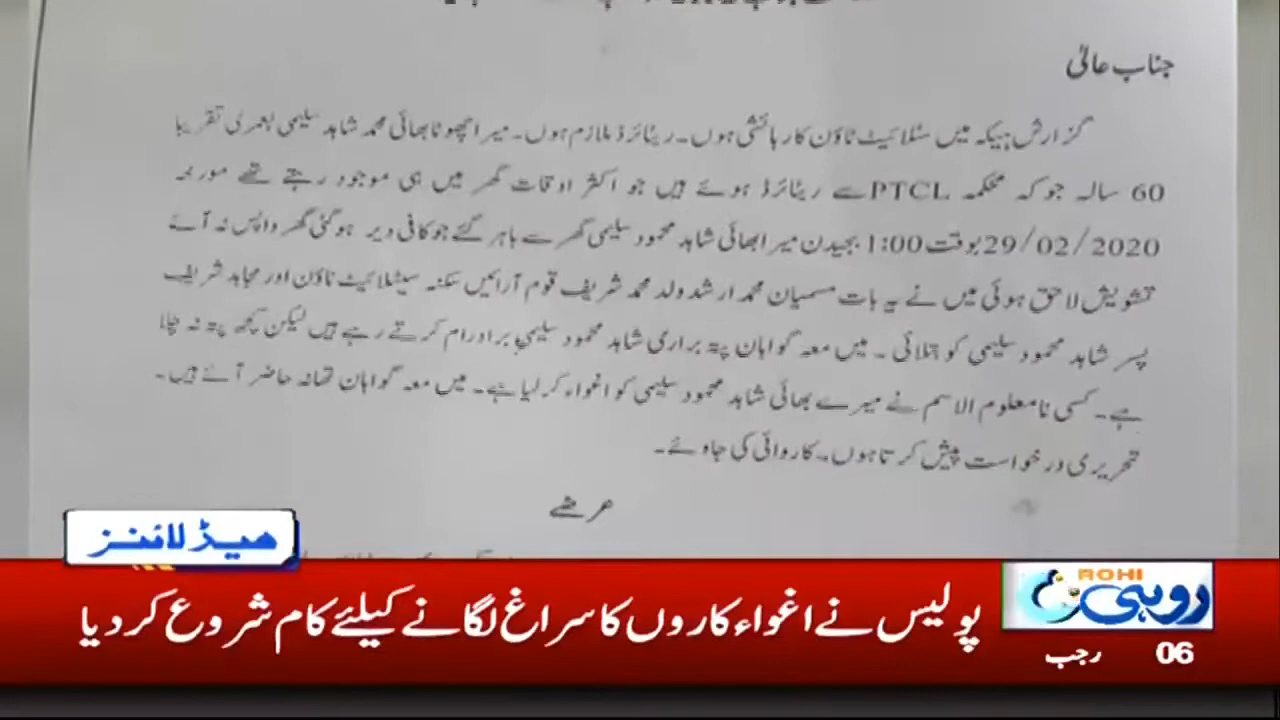 جناب عالیٰ
گزارش ہیکہ میں سٹلائیٹ ٹاؤن کا رہائشی ہوں۔ ریٹائرڈ ملازم ہوں۔ میرا چھوٹا بھائی محمد شاہد سلیمی بعمری تقریبا
60 سالہ جو کہ محکمہ PTCL سے ریٹائرڈ ہوئے ہیں جو اکثر اوقات گھر میں ہی موجود رہتے تھے مورخہ
29/02/2020 بوقت 1:00 بجیدن میرا بھائی شاہد محمود سلیمی گھر سے باہر گئے جو کافی دیر ہوگئی گھر واپس نہ آئے
تشویش لاحق ہوئی میں نے یہ بات مسمیان محمد ارشد ولد محمد شریف قوم آرائیں سکنہ سیٹلائیٹ ٹاؤن اور مجاہد شریف
پسر شاہد محمود سلیمی کو بتلائی ۔ میں معہ گواہان پتہ براری شاہد محمود سلیمی برادرام کرتے رہے ہیں لیکن کچھ پتہ نہ چلا
ہے۔ کسی نامعلوم الاسم نے میرے بھائی شاہد محمود سلیمی کو اغواء کر لیا ہے۔ میں معہ گواہان تھانہ حاضر آئے ہیں۔
تحریری درخواست پیش کرتا ہوں۔ کاروائی کی جاوئے۔
عرضے
ھیڈ لائنز
ROHI
روہی
پولیس نے اغواء کاروں کا سراغ لگانے کیلئے کام شروع کر دیا
06 رجب